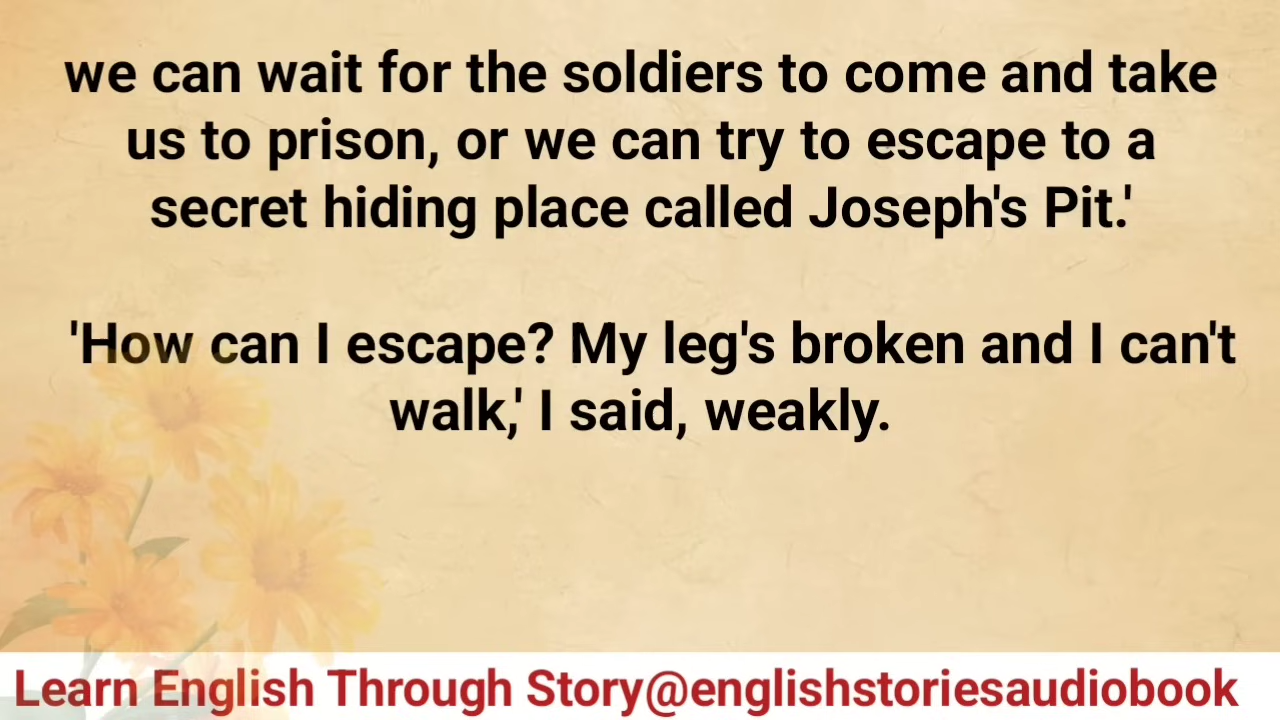 we can wait for the soldiers to come and take
us to prison, or we can try to escape to a
secret hiding place called Joseph's Pit.'
'How can I escape? My leg's broken and I can't
walk,' I said, weakly.
Learn English Through Story@englishstoriesaudiobook